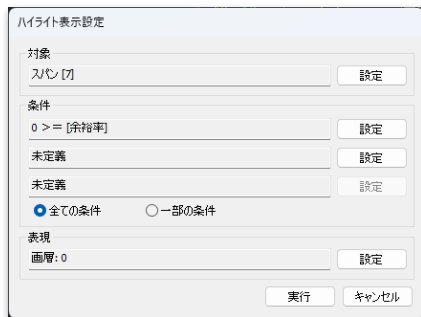 ハイライト表示設定
対象
スパン [7]
設定
条件
0 >= [余裕率]
設定
未定義
設定
未定義
設定
全ての条件
一部の条件
表現
画層: 0
設定
実行
キャンセル